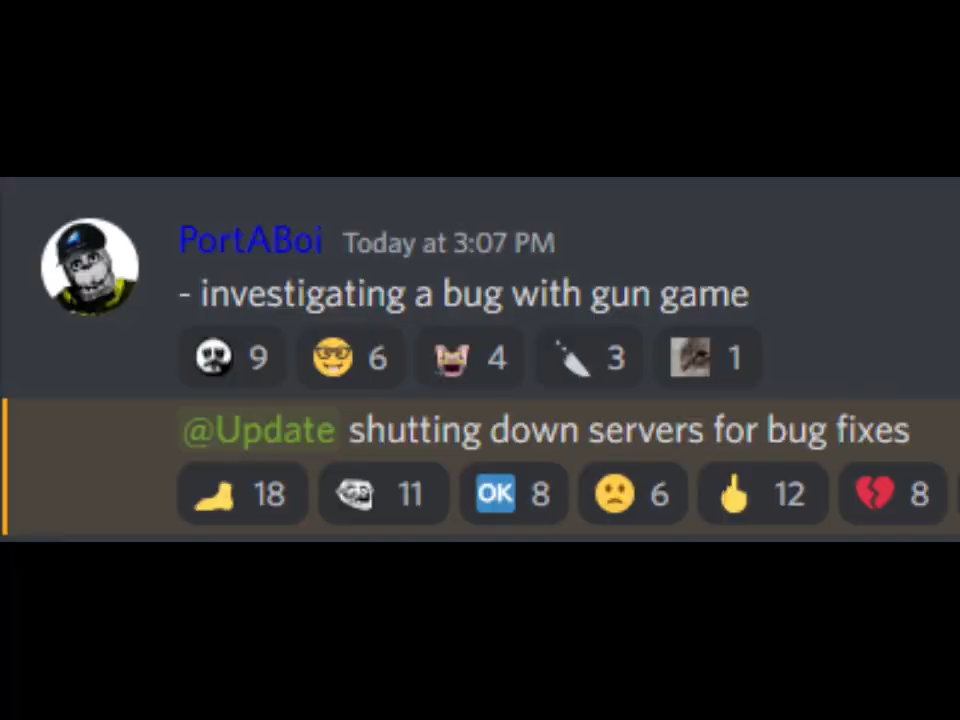 PortABoi Today at 3:07 PM
- investigating a bug with gun game
9 6 4 3 1
@Update shutting down servers for bug fixes
18 11 OK 8 6 12 8